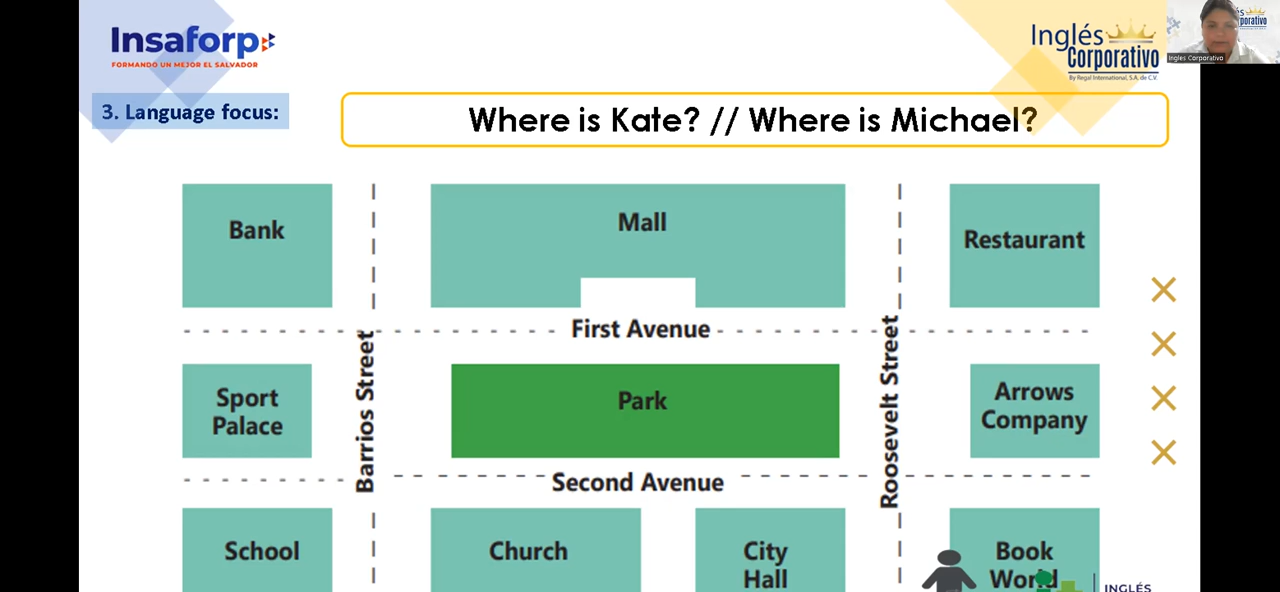 Insaforp
FORMANDO UN MEJOR EL SALVADOR
Inglés
Corporativo
By Regal International, S.A. de C.V.
Ingles Corporativo
3. Language focus:
Where is Kate? // Where is Michael?
Bank
Mall
Restaurant
First Avenue
Barrios Street
Roosevelt Street
Sport
Palace
Park
Arrows
Company
Second Avenue
School
Church
City
Hall
Book
World
INGLÉS